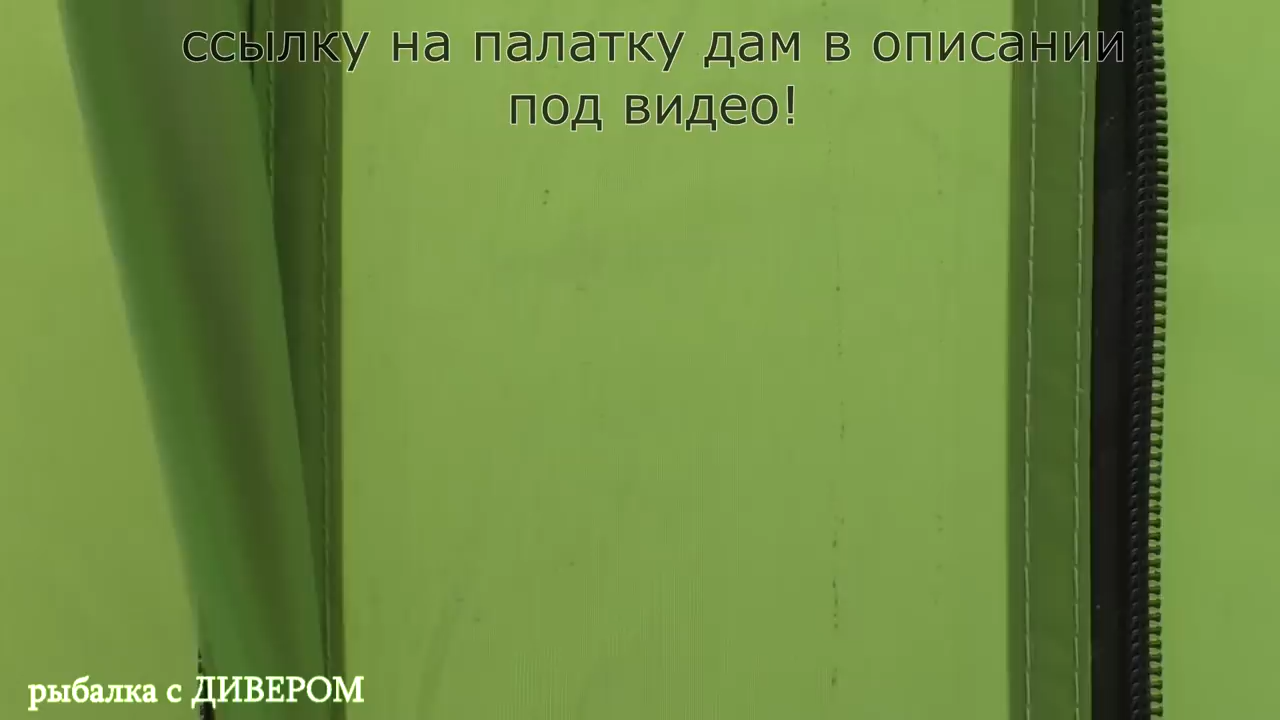 ссылку на палатку дам в описании
под видео!
рыбалка с ДИВЕРОМ